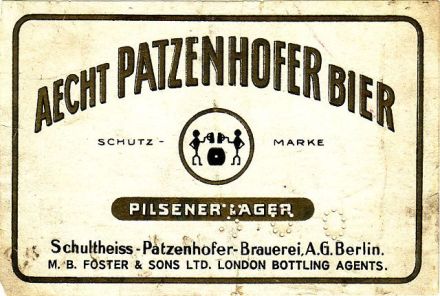 AECHT PATZENHOFER BIER
SCHUTZ - MARKE
PILSENER LAGER
Schultheiss-Patzenhofer-Brauerei, A.G. Berlin.
M. B. FOSTER & SONS LTD. LONDON BOTTLING AGENTS.